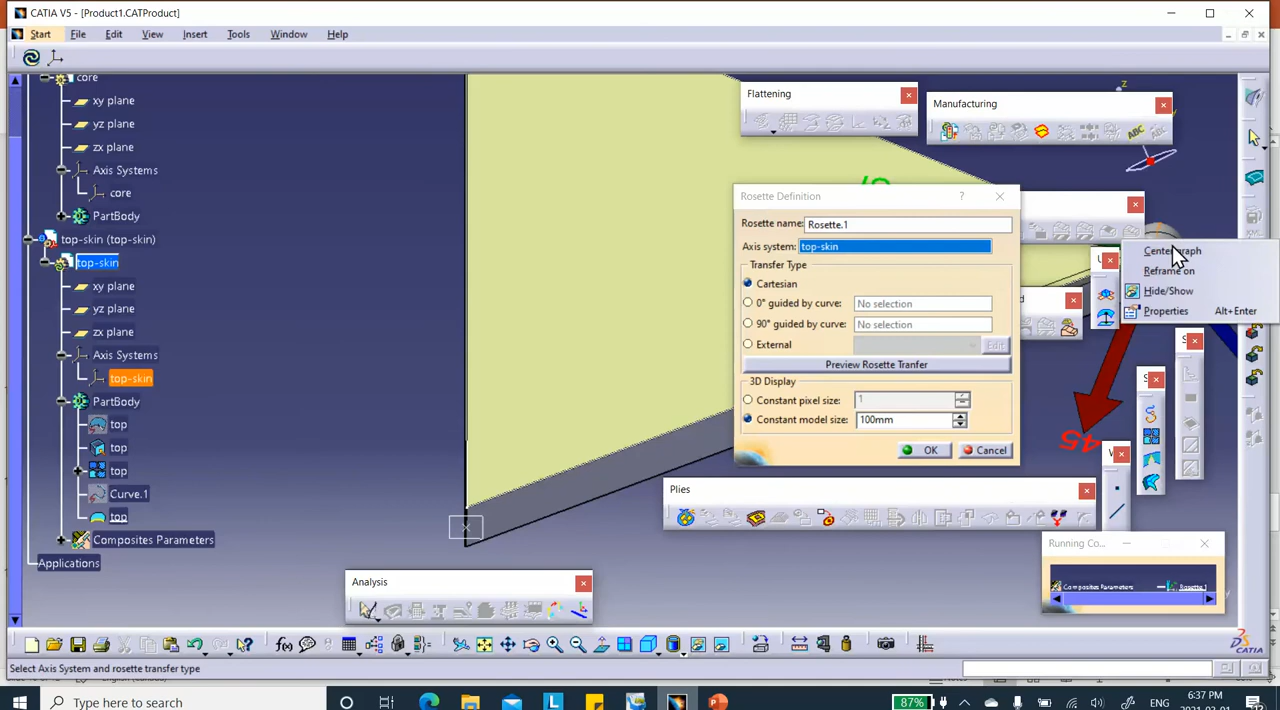 CATIA V5 - [Product1.CATProduct]
Start File Edit View Insert Tools Window Help
core
xy plane
yz plane
zx plane
Axis Systems
core
PartBody
top-skin (top-skin)
top-skin
xy plane
yz plane
zx plane
Axis Systems
top-skin
PartBody
top
top
top
Curve.1
top
Composites Parameters
Applications
Flattening
Manufacturing
ABC
Rosette Definition ?
Rosette name: Rosette.1
Axis system: top-skin
Transfer Type
Cartesian
0° guided by curve: No selection
90° guided by curve: No selection
External Edit
Preview Rosette Tranfer
3D Display
Constant pixel size: 1
Constant model size: 100mm
OK Cancel
Center graph
Reframe on
Hide/Show
Properties Alt+Enter
z
45
Plies
Analysis
Running Co...
Composites Parameters Rosette.1
Select Axis System and rosette transfer type
CATIA
Type here to search
87%
ENG
6:37 PM